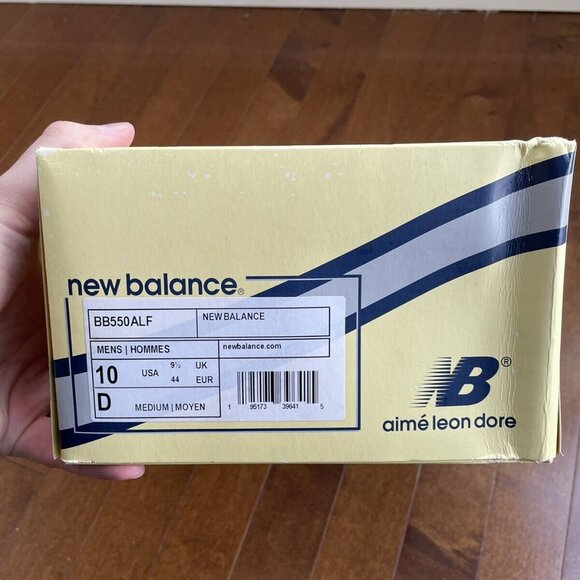 new balance®
BB550ALF
NEW BALANCE
MENS | HOMMES
newbalance.com
10 USA 9½ UK
44 EUR
D MEDIUM | MOYEN
1 95173 39641 5
NB®
aimé leon dore